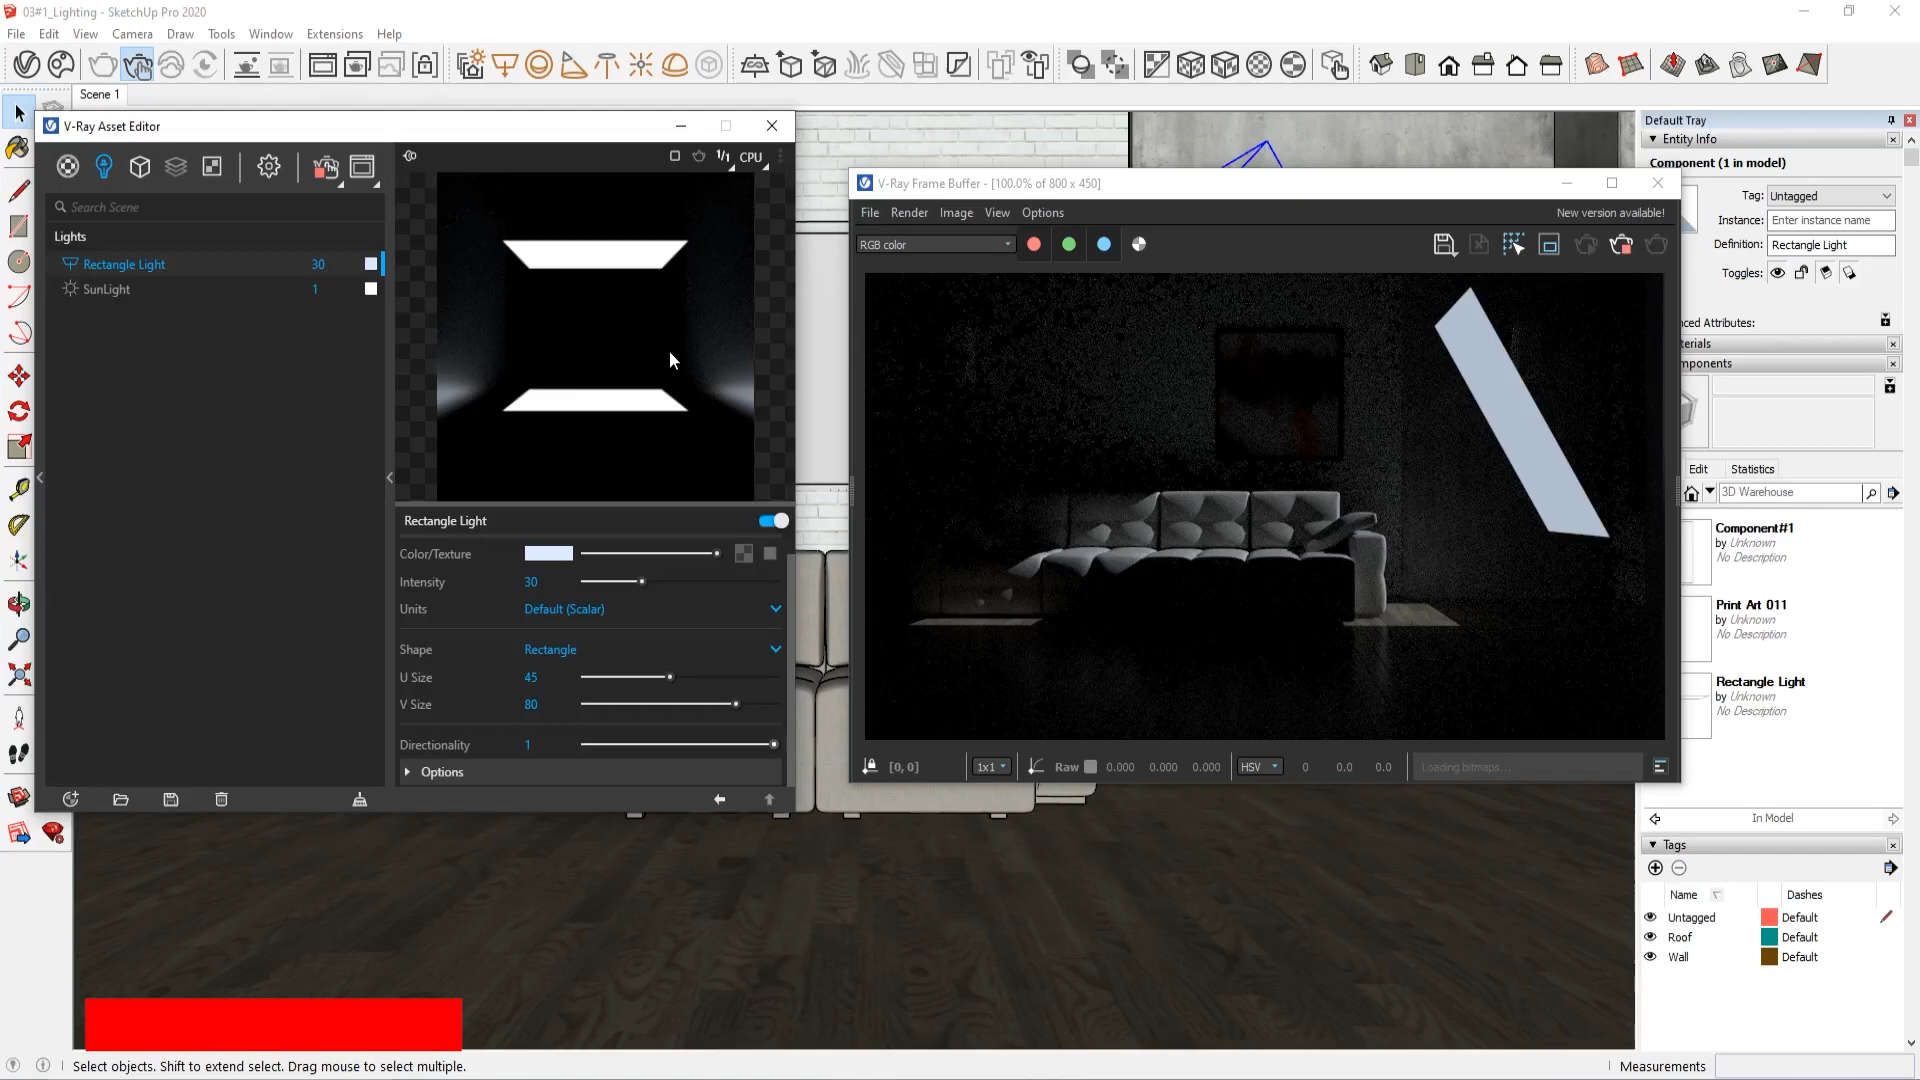 03#1_Lighting - SketchUp Pro 2020
File Edit View Camera Draw Tools Window Extensions Help
Scene 1
V-Ray Asset Editor
1/1 CPU
Search Scene
Lights
Rectangle Light 30
SunLight 1
Rectangle Light
Color/Texture
Intensity 30
Units Default (Scalar)
Shape Rectangle
U Size 45
V Size 80
Directionality 1
Options
V-Ray Frame Buffer - [100.0% of 800 x 450]
File Render Image View Options New version available!
RGB color
[0, 0] 1x1 Raw 0.000 0.000 0.000 HSV 0 0.0 0.0 Loading bitmaps...
Default Tray
Entity Info
Component (1 in model)
Tag: Untagged
Instance: Enter instance name
Definition: Rectangle Light
Toggles:
nced Attributes:
terials
mponents
Edit Statistics
3D Warehouse
Component#1
by Unknown
No Description
Print Art 011
by Unknown
No Description
Rectangle Light
by Unknown
No Description
In Model
Tags
Name Dashes
Untagged Default
Roof Default
Wall Default
Select objects. Shift to extend select. Drag mouse to select multiple.
Measurements